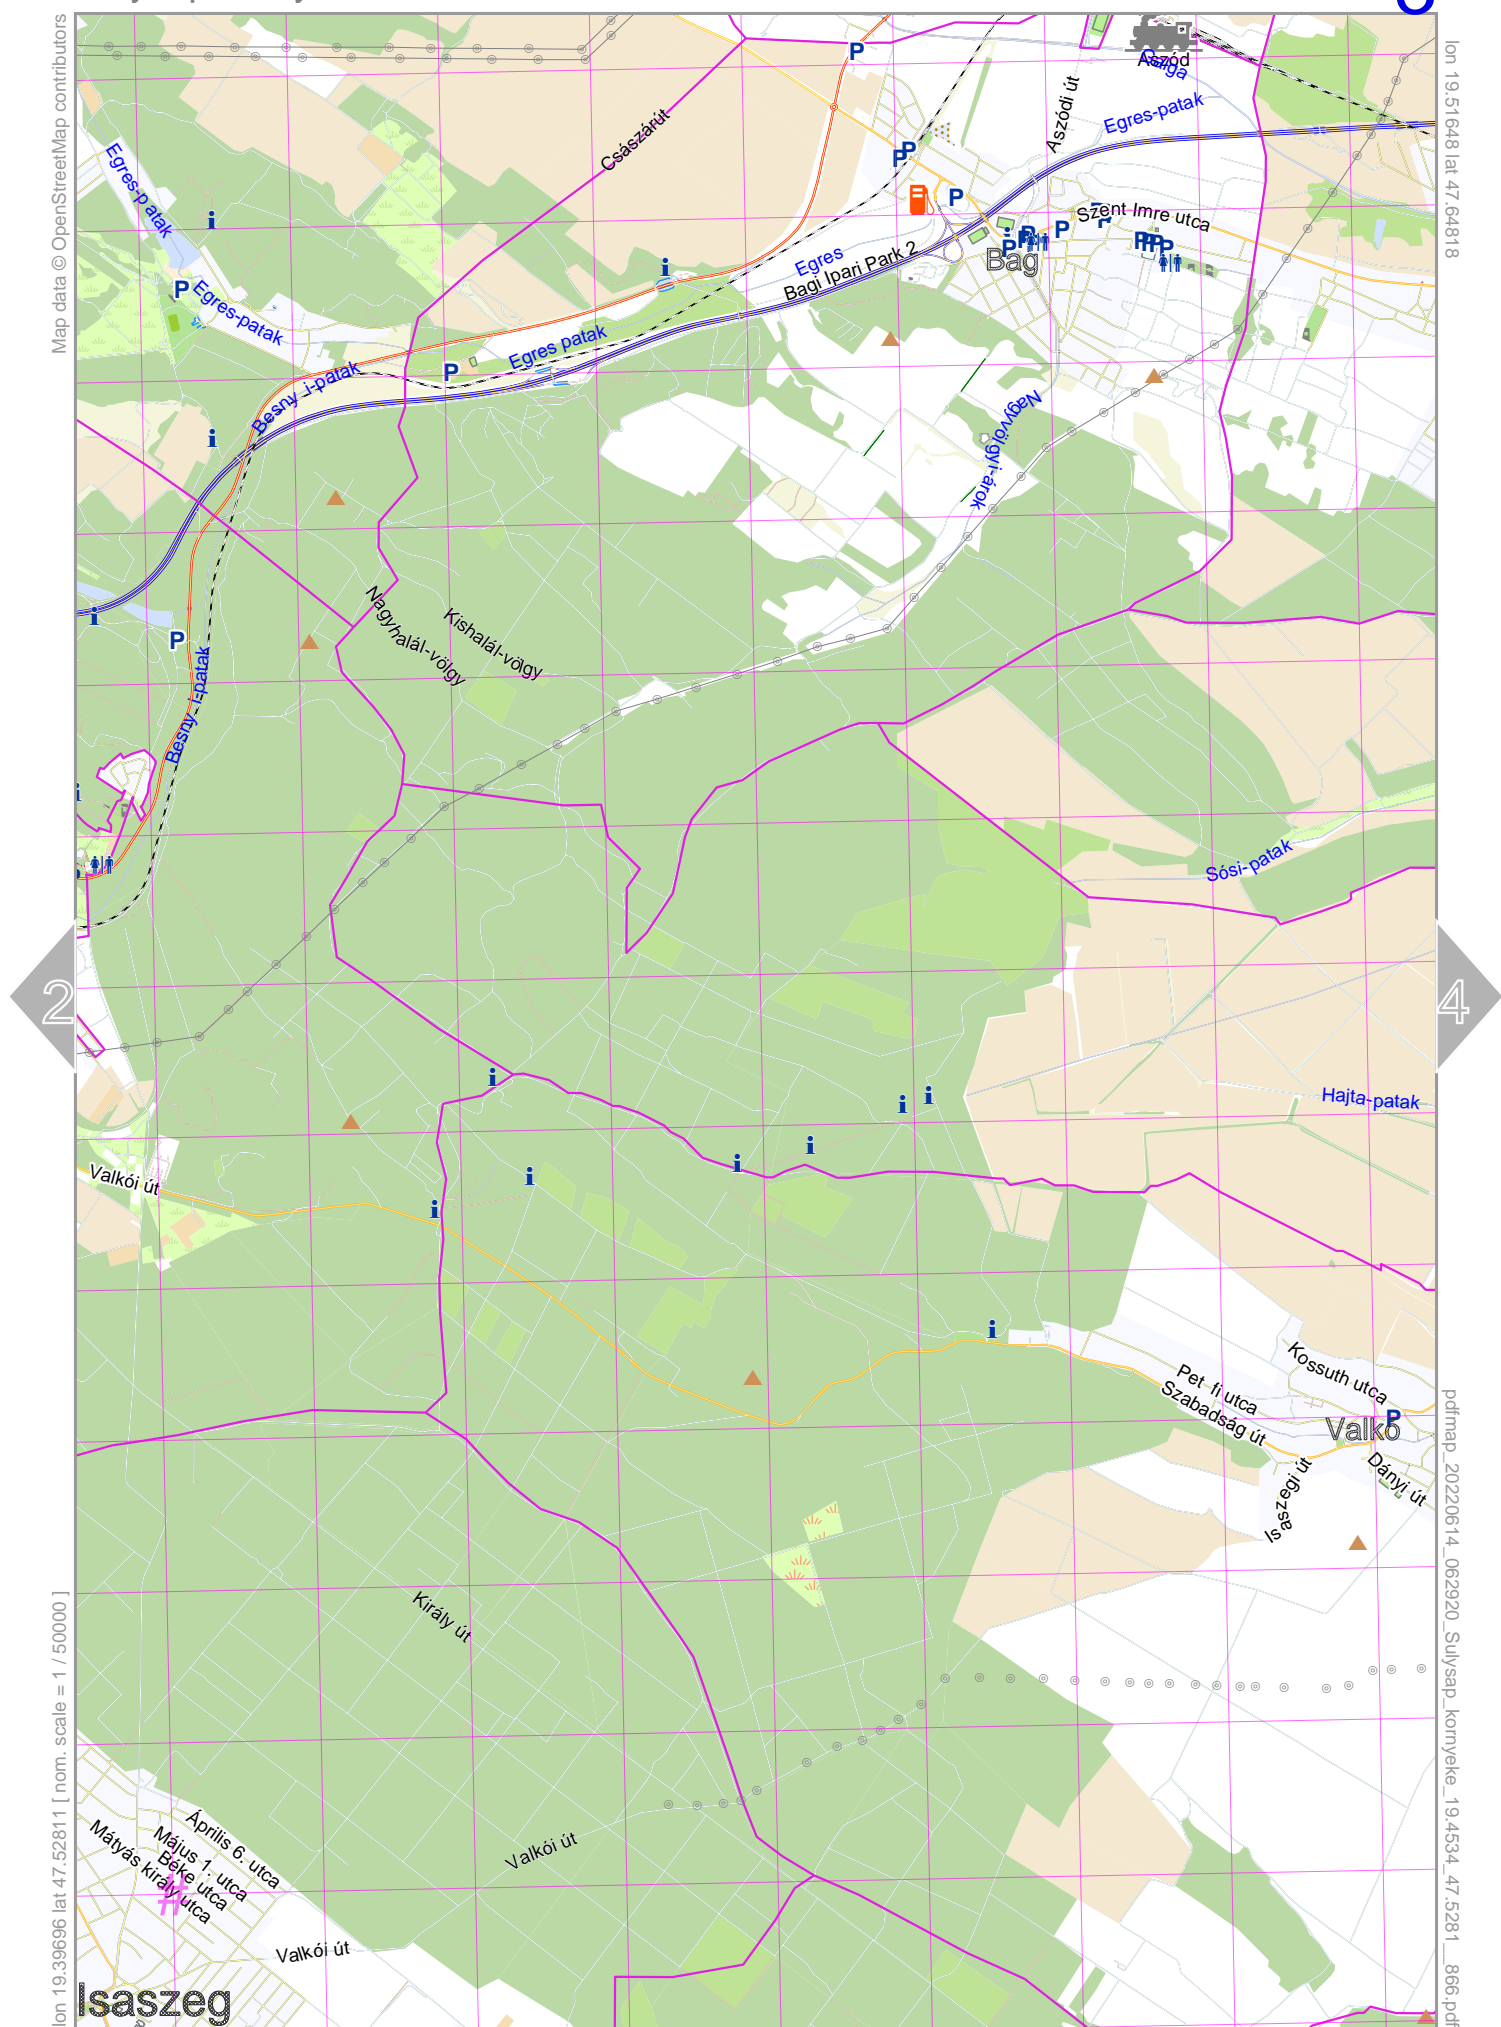 Map data © OpenStreetMap contributors
lon 19.51648 lat 47.64818
Aszód
Galga
Császárút
Aszódi út
Egres-patak
Egres-p atak
P
P
P
P
Szent Imre utca
P
Bag
Egres
Bagi Ipari Park 2
P
Egres-patak
Egres patak
P
Besny i-patak
Nagyvölgyi-árok
Nagyhalál-völgy
Kishalál-völgy
P
Besny i-patak
Sósi-patak
2
4
Hajta-patak
Valkói út
Kossuth utca
Pet fi utca
Szabadság út
Valkó
P
Dányi út
Isaszegi út
Király út
Valkói út
Április 6. utca
Május 1. utca
Béke utca
Mátyás király utca
Valkói út
Isaszeg
lon 19.39696 lat 47.52811 [ nom. scale = 1 / 50000 ]
pdfmap_20220614_062920_Sulysap_kornyeke_19.4534_47.5281__866.pdf